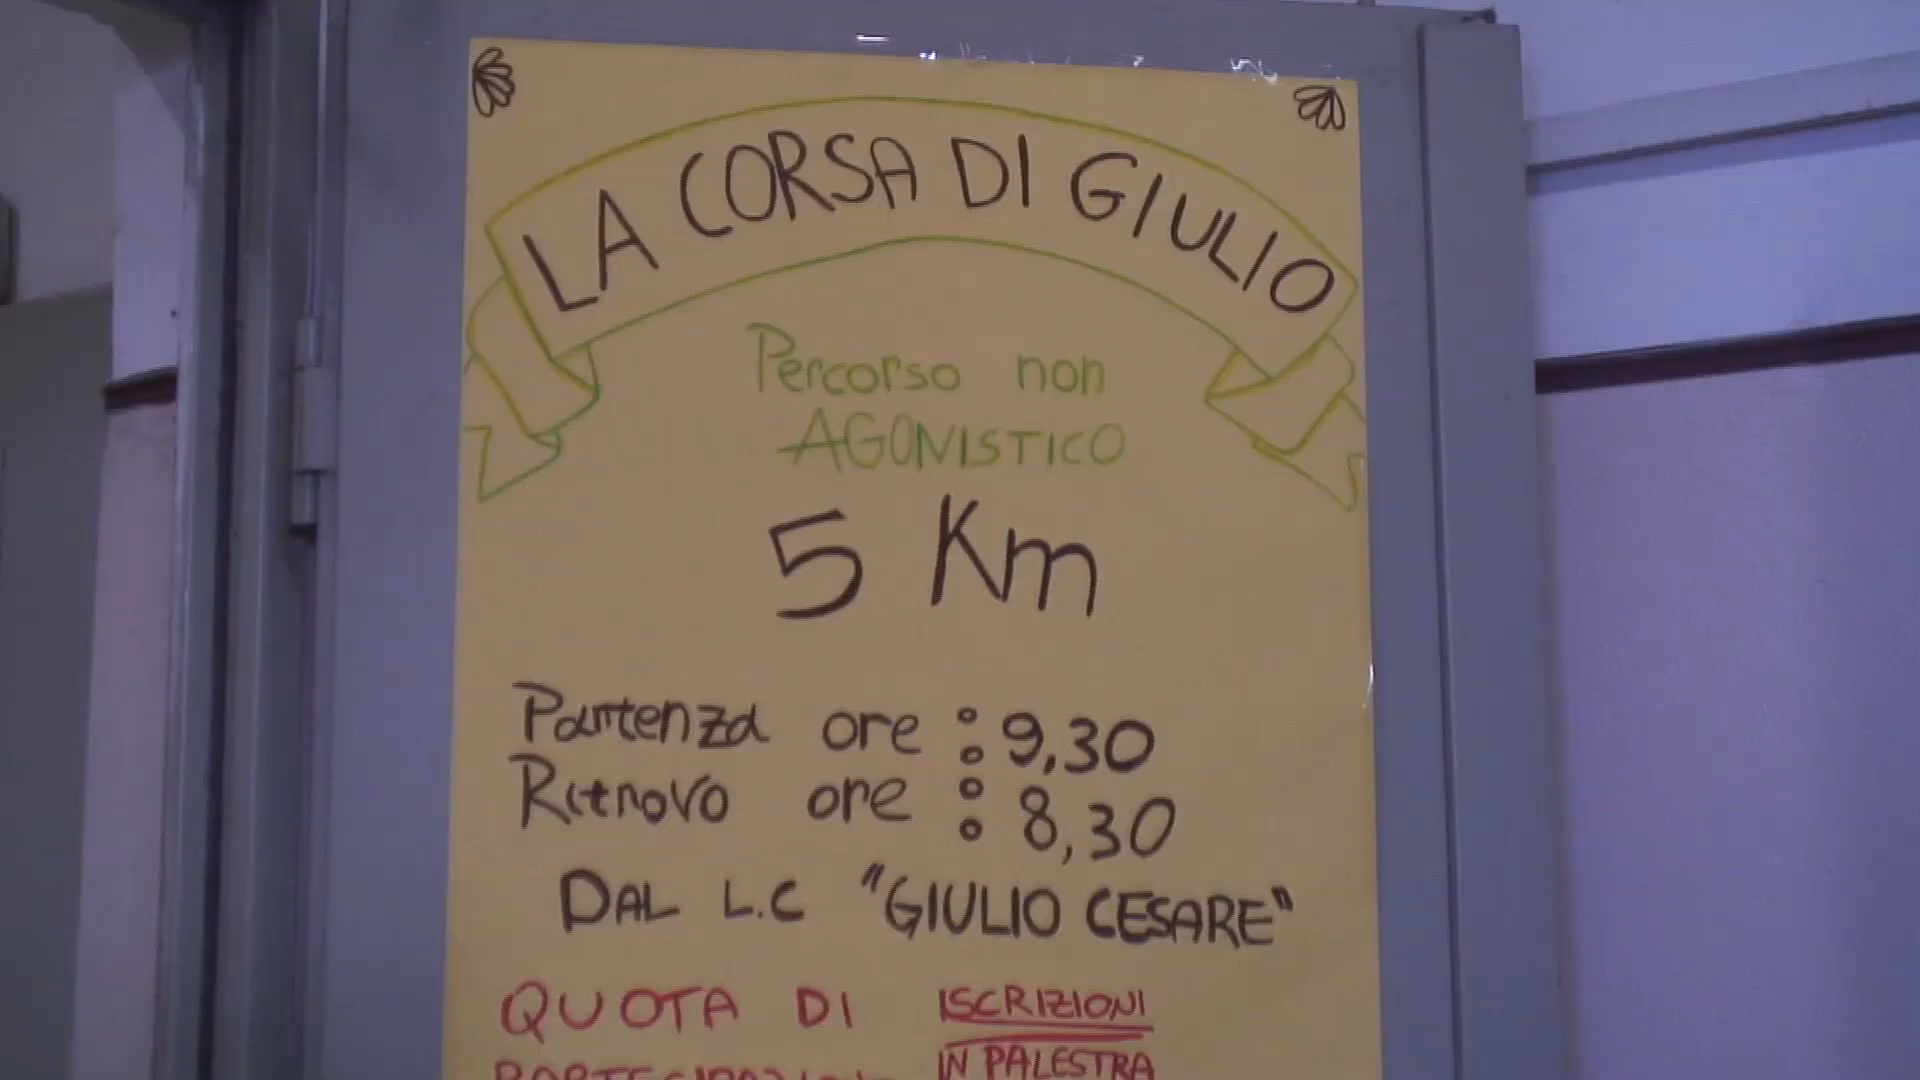 LA CORSA DI GIULIO
Percorso non
AGONISTICO
5 Km
Partenza ore : 9,30
Ritrovo ore : 8,30
DAL L.C "GIULIO CESARE"
QUOTA DI
ISCRIZIONI
IN PALESTRA